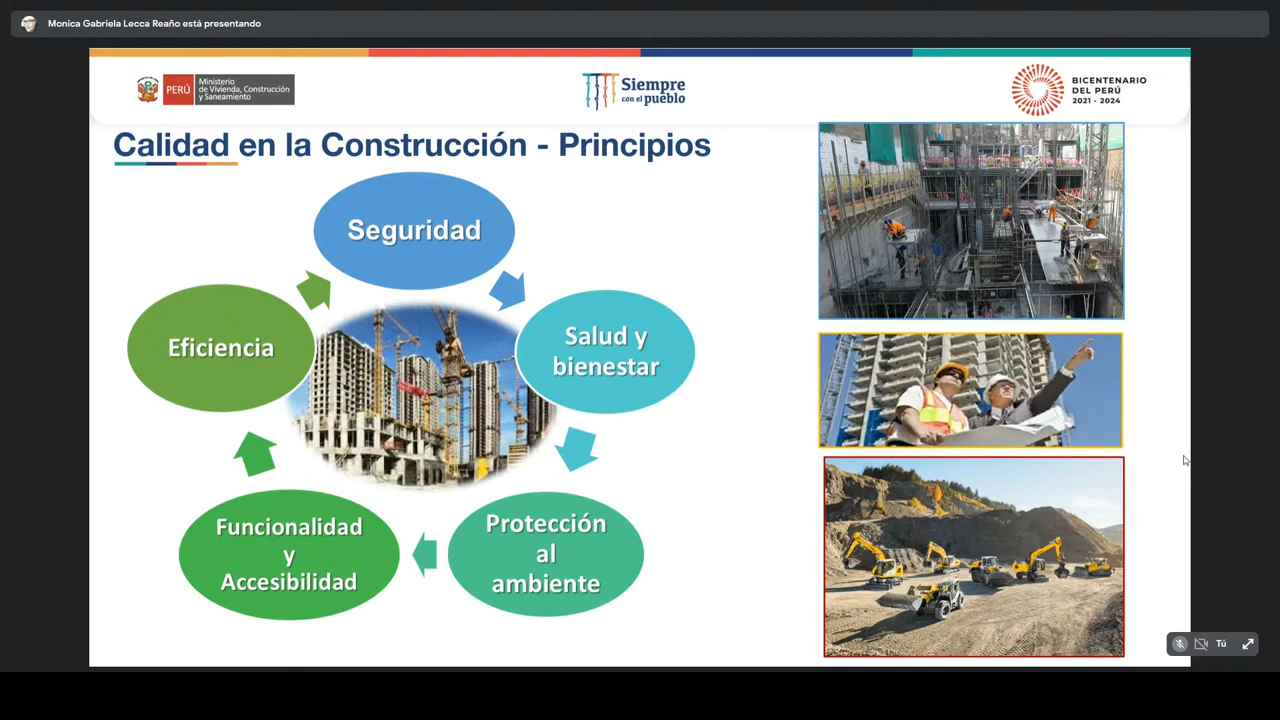 Monica Gabriela Lecca Reaño está presentando
PERÚ
Ministerio
de Vivienda, Construcción
y Saneamiento
Siempre
con el pueblo
BICENTENARIO
DEL PERÚ
2021 - 2024
Calidad en la Construcción - Principios
Seguridad
Salud y
bienestar
Protección
al
ambiente
Funcionalidad
y
Accesibilidad
Eficiencia
Tú